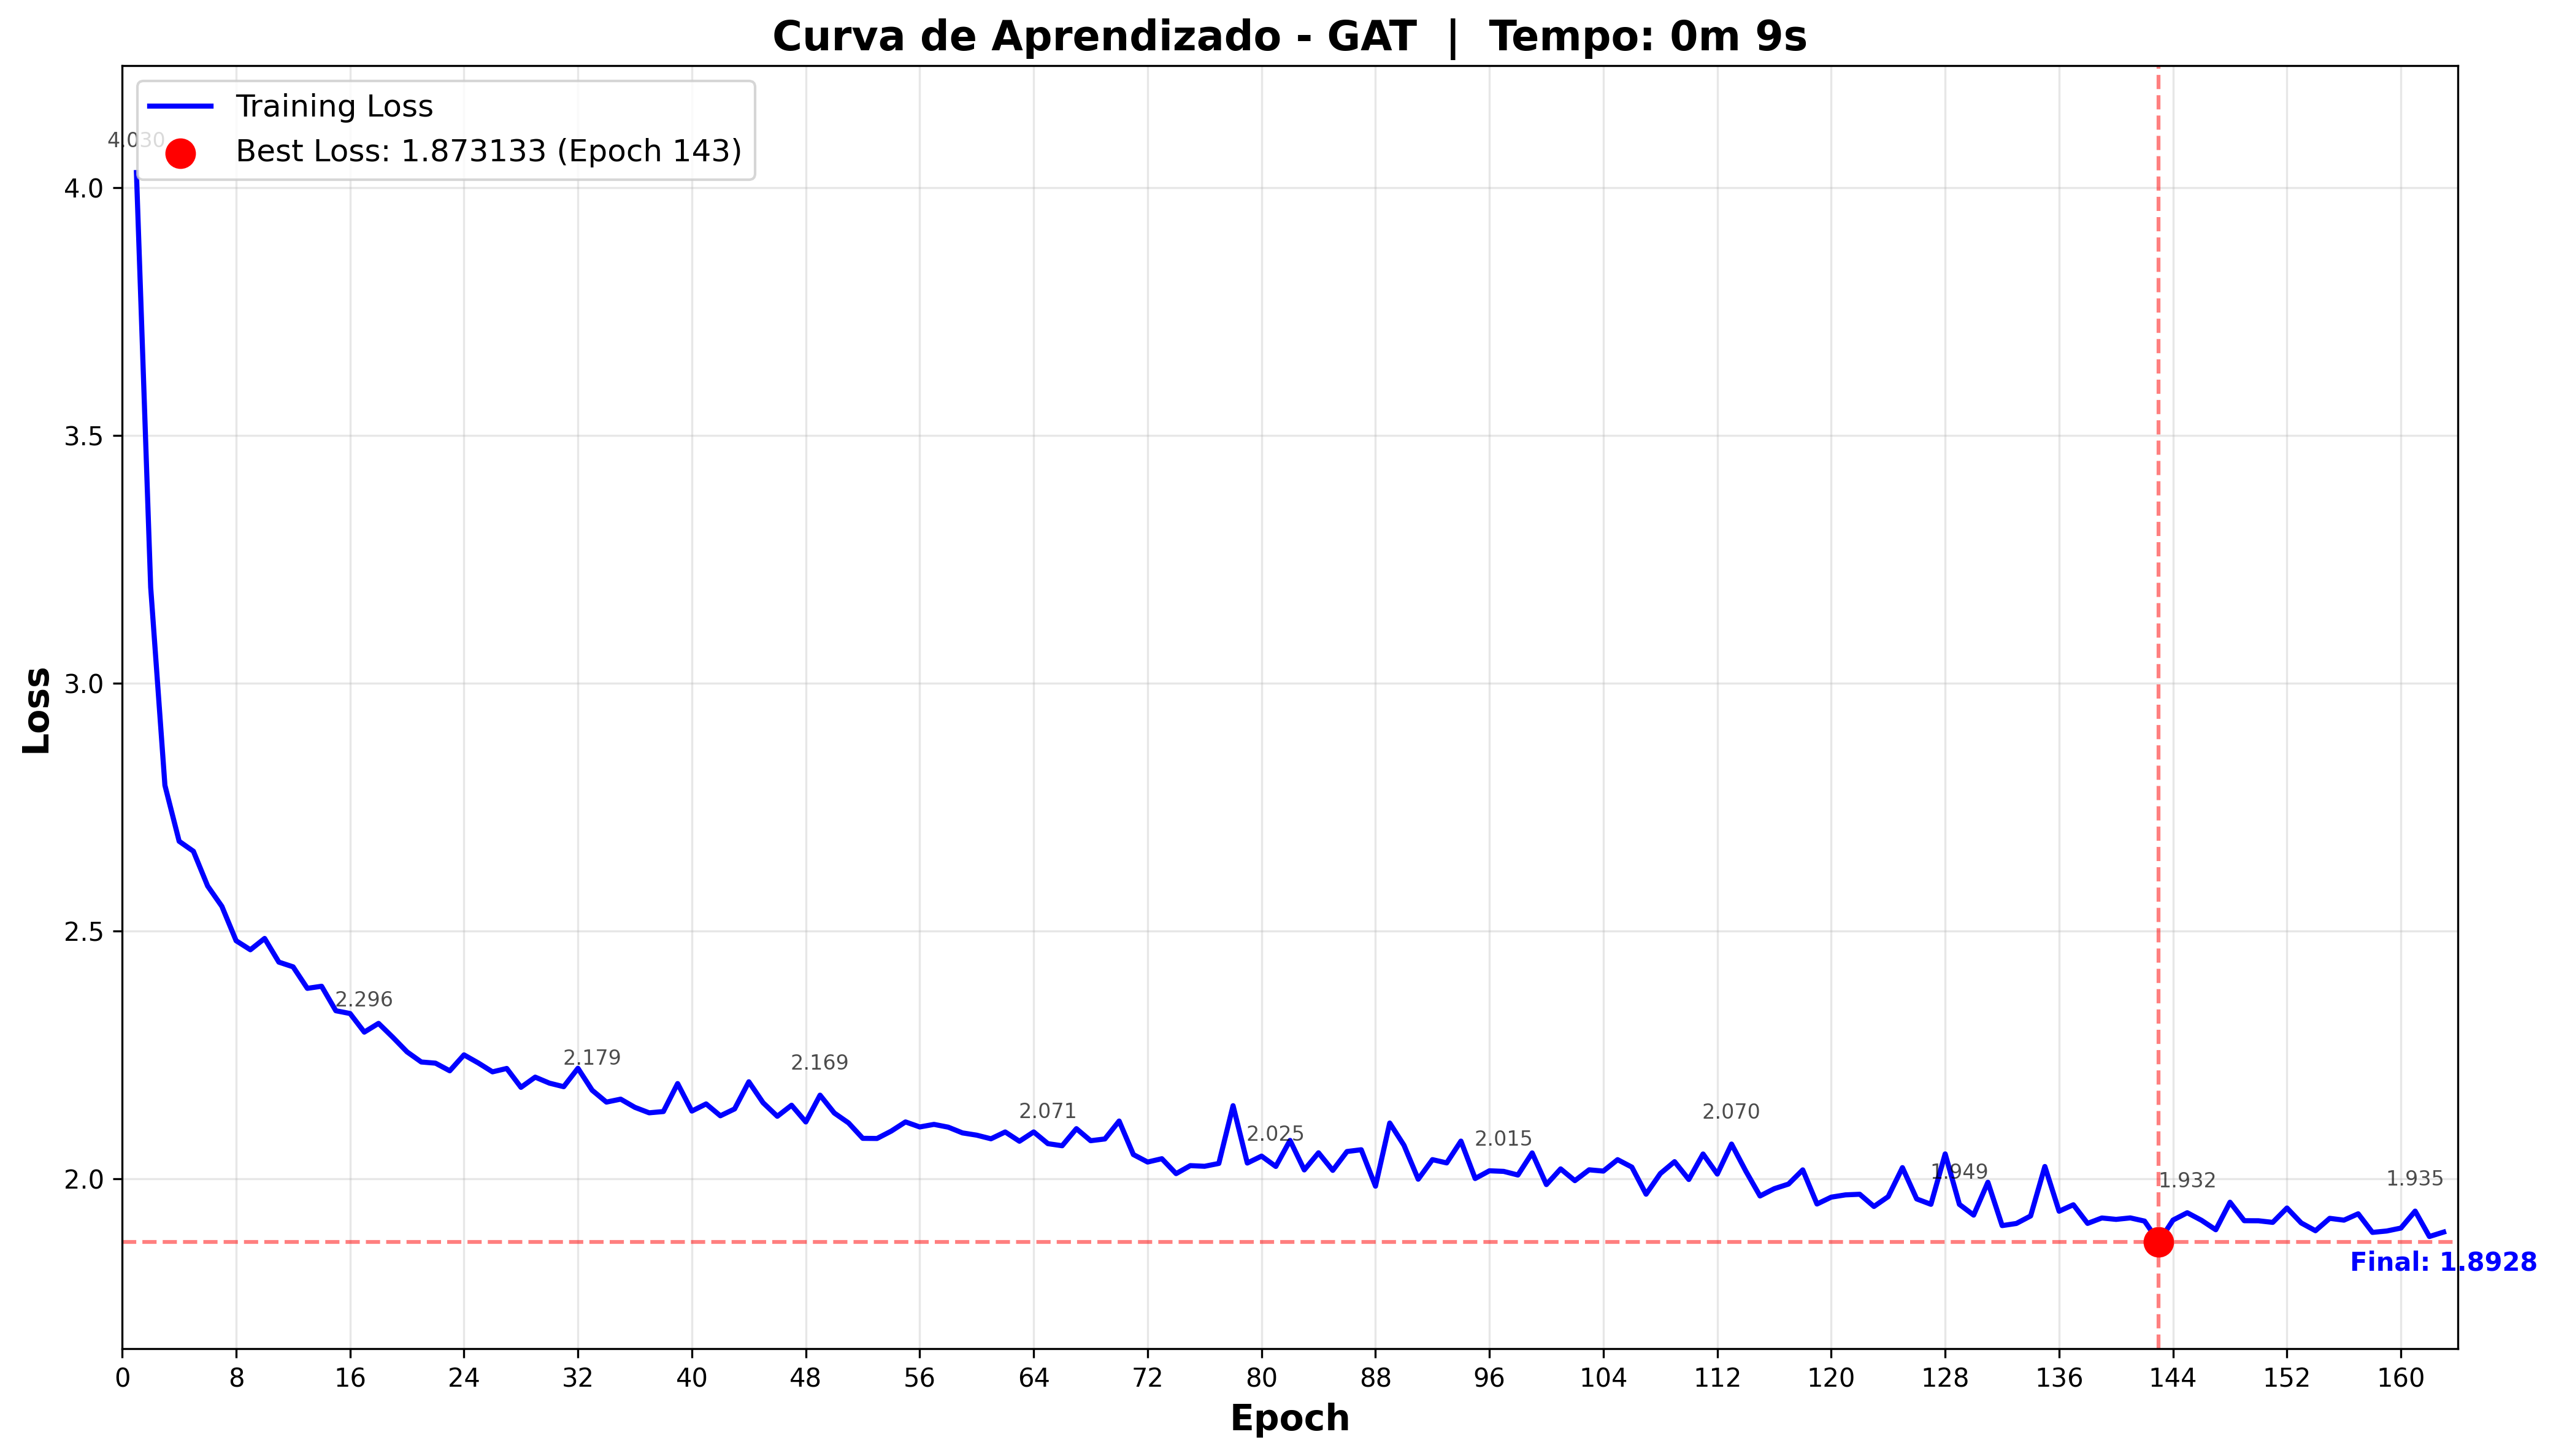 Curva de Aprendizado - GAT | Tempo: 0m 9s
Training Loss
Best Loss: 1.873133 (Epoch 143)
4.030
4.0
3.5
3.0
2.5
2.0
Loss
2.296
2.179
2.169
2.071
2.025
2.015
2.070
1.949
1.932
1.935
Final: 1.8928
0 8 16 24 32 40 48 56 64 72 80 88 96 104 112 120 128 136 144 152 160
Epoch